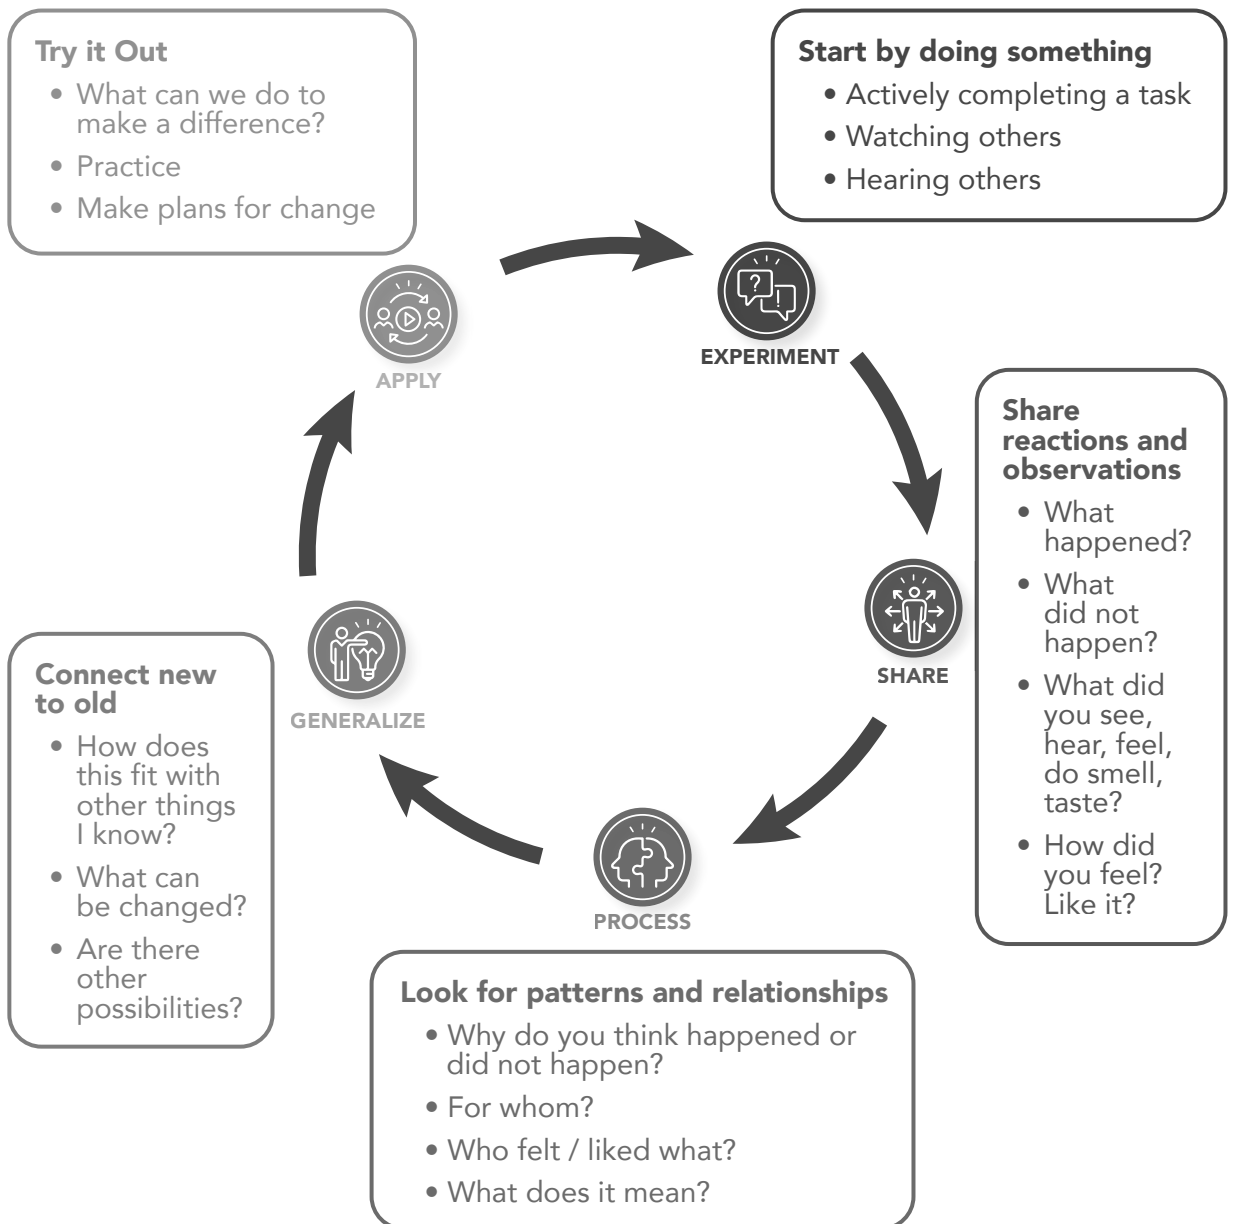 Try it Out
• What can we do to
make a difference?
• Practice
• Make plans for change
APPLY
Start by doing something
• Actively completing a task
• Watching others
• Hearing others
?
!
EXPERIMENT
Share
reactions and
observations
• What
happened?
• What
did not
happen?
• What did
you see,
hear, feel,
do smell,
taste?
• How did
you feel?
Like it?
SHARE
PROCESS
Look for patterns and relationships
• Why do you think happened or
did not happen?
• For whom?
• Who felt / liked what?
• What does it mean?
GENERALIZE
Connect new
to old
• How does
this fit with
other things
I know?
• What can
be changed?
• Are there
other
possibilities?